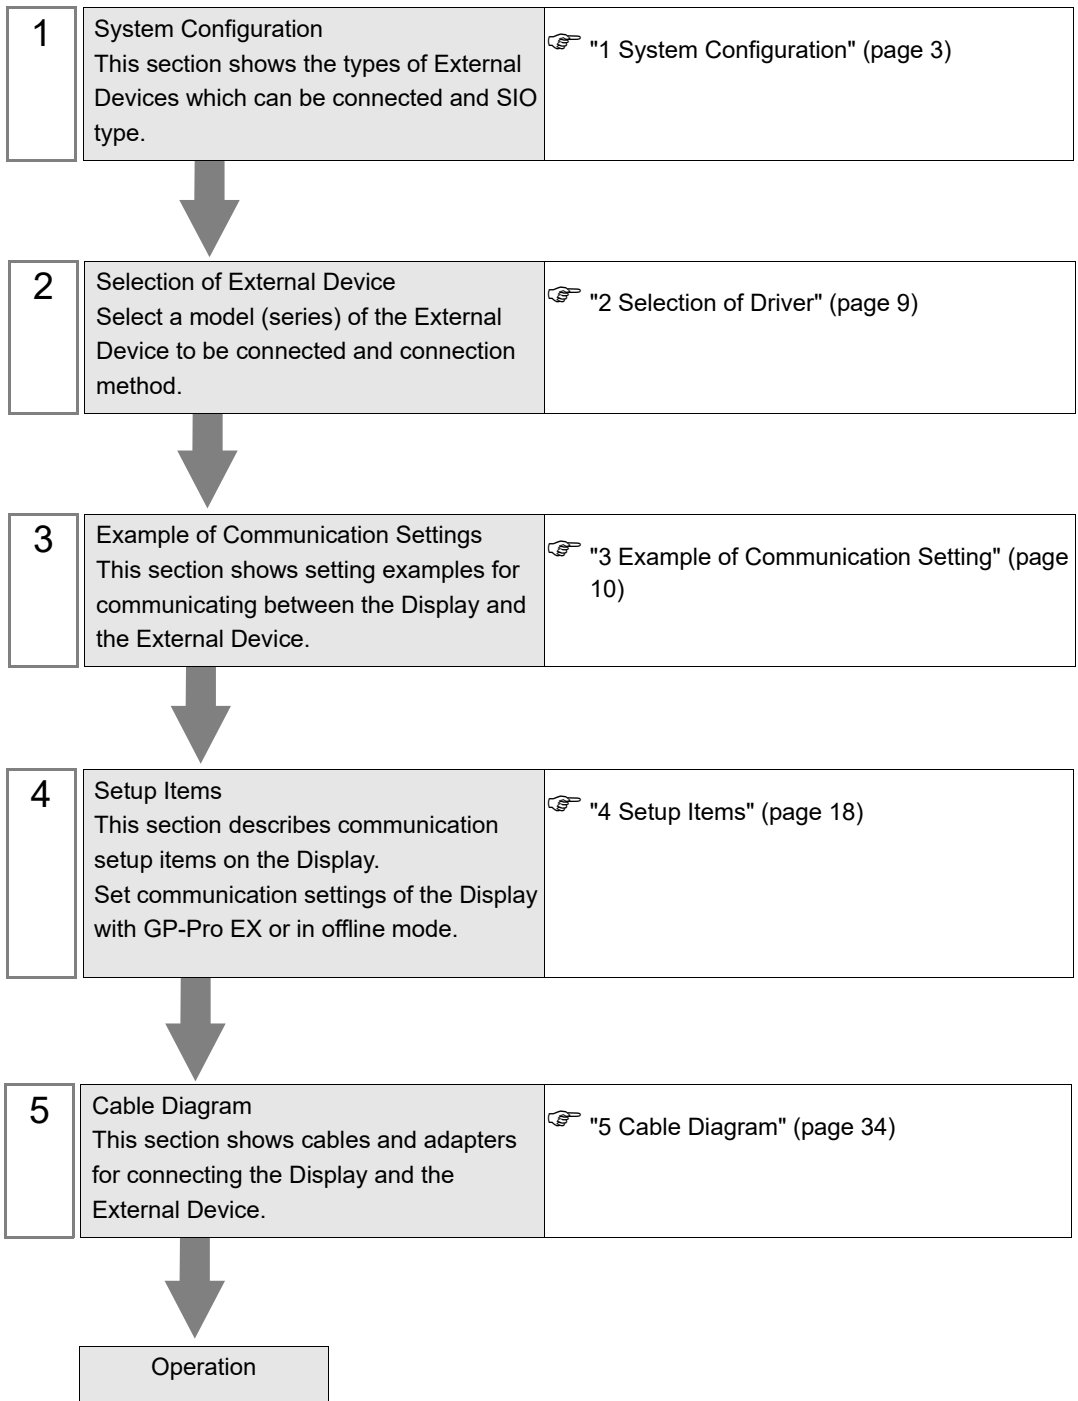 1
System Configuration
This section shows the types of External
Devices which can be connected and SIO
type.
"1 System Configuration" (page 3)
2
Selection of External Device
Select a model (series) of the External
Device to be connected and connection
method.
"2 Selection of Driver" (page 9)
3
Example of Communication Settings
This section shows setting examples for
communicating between the Display and
the External Device.
"3 Example of Communication Setting" (page
10)
4
Setup Items
This section describes communication
setup items on the Display.
Set communication settings of the Display
with GP-Pro EX or in offline mode.
"4 Setup Items" (page 18)
5
Cable Diagram
This section shows cables and adapters
for connecting the Display and the
External Device.
"5 Cable Diagram" (page 34)
Operation